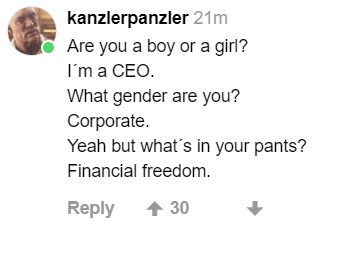 kanzlerpanzler 21m
Are you a boy or a girl?
I´m a CEO.
What gender are you?
Corporate.
Yeah but what´s in your pants?
Financial freedom.
Reply 30